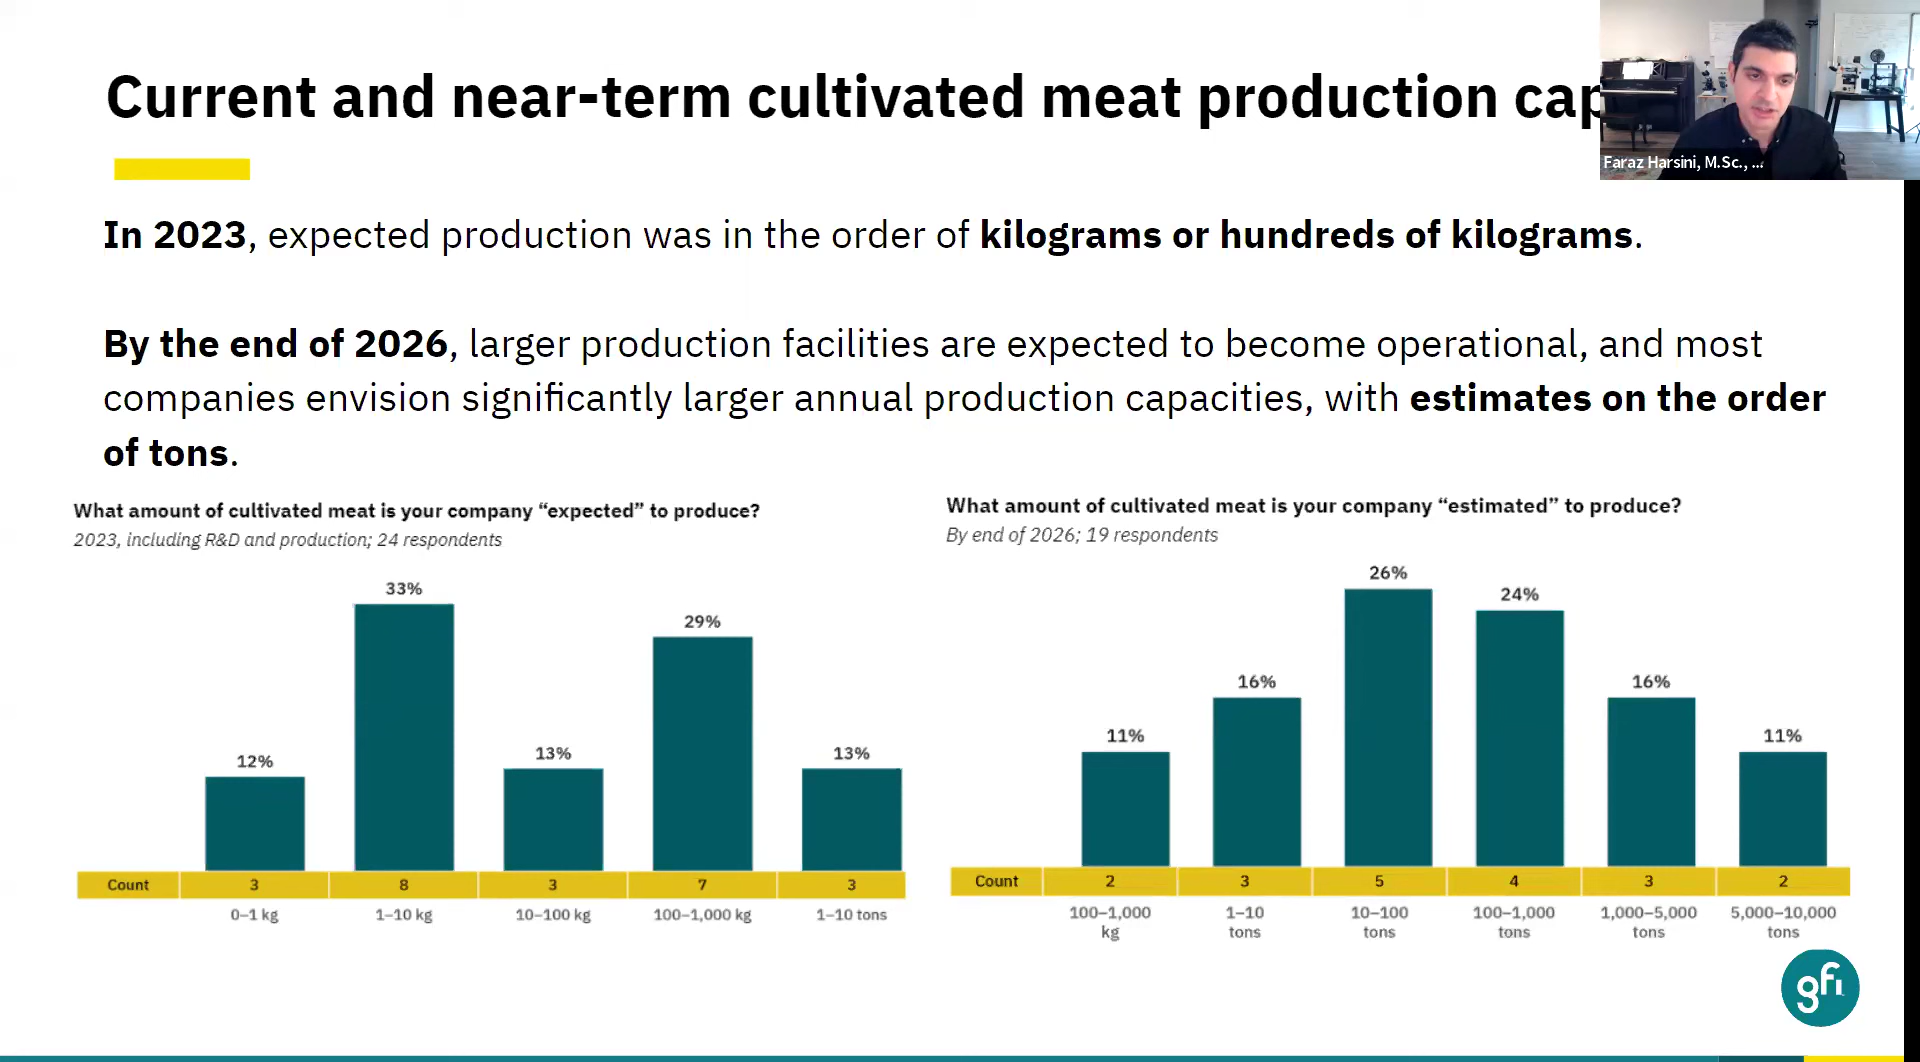 Current and near-term cultivated meat production cap
Faraz Harsini, M.Sc., ...
In 2023, expected production was in the order of kilograms or hundreds of kilograms.
By the end of 2026, larger production facilities are expected to become operational, and most
companies envision significantly larger annual production capacities, with estimates on the order
of tons.
What amount of cultivated meat is your company “expected” to produce?
2023, including R&D and production; 24 respondents
33%
29%
13%
13%
12%
Count 3 8 3 7 3
0–1 kg 1–10 kg 10–100 kg 100–1,000 kg 1–10 tons
What amount of cultivated meat is your company “estimated” to produce?
By end of 2026; 19 respondents
26%
24%
16%
16%
11%
11%
Count 2 3 5 4 3 2
100–1,000 1–10 10–100 100–1,000 1,000–5,000 5,000–10,000
kg tons tons tons tons tons
gfi